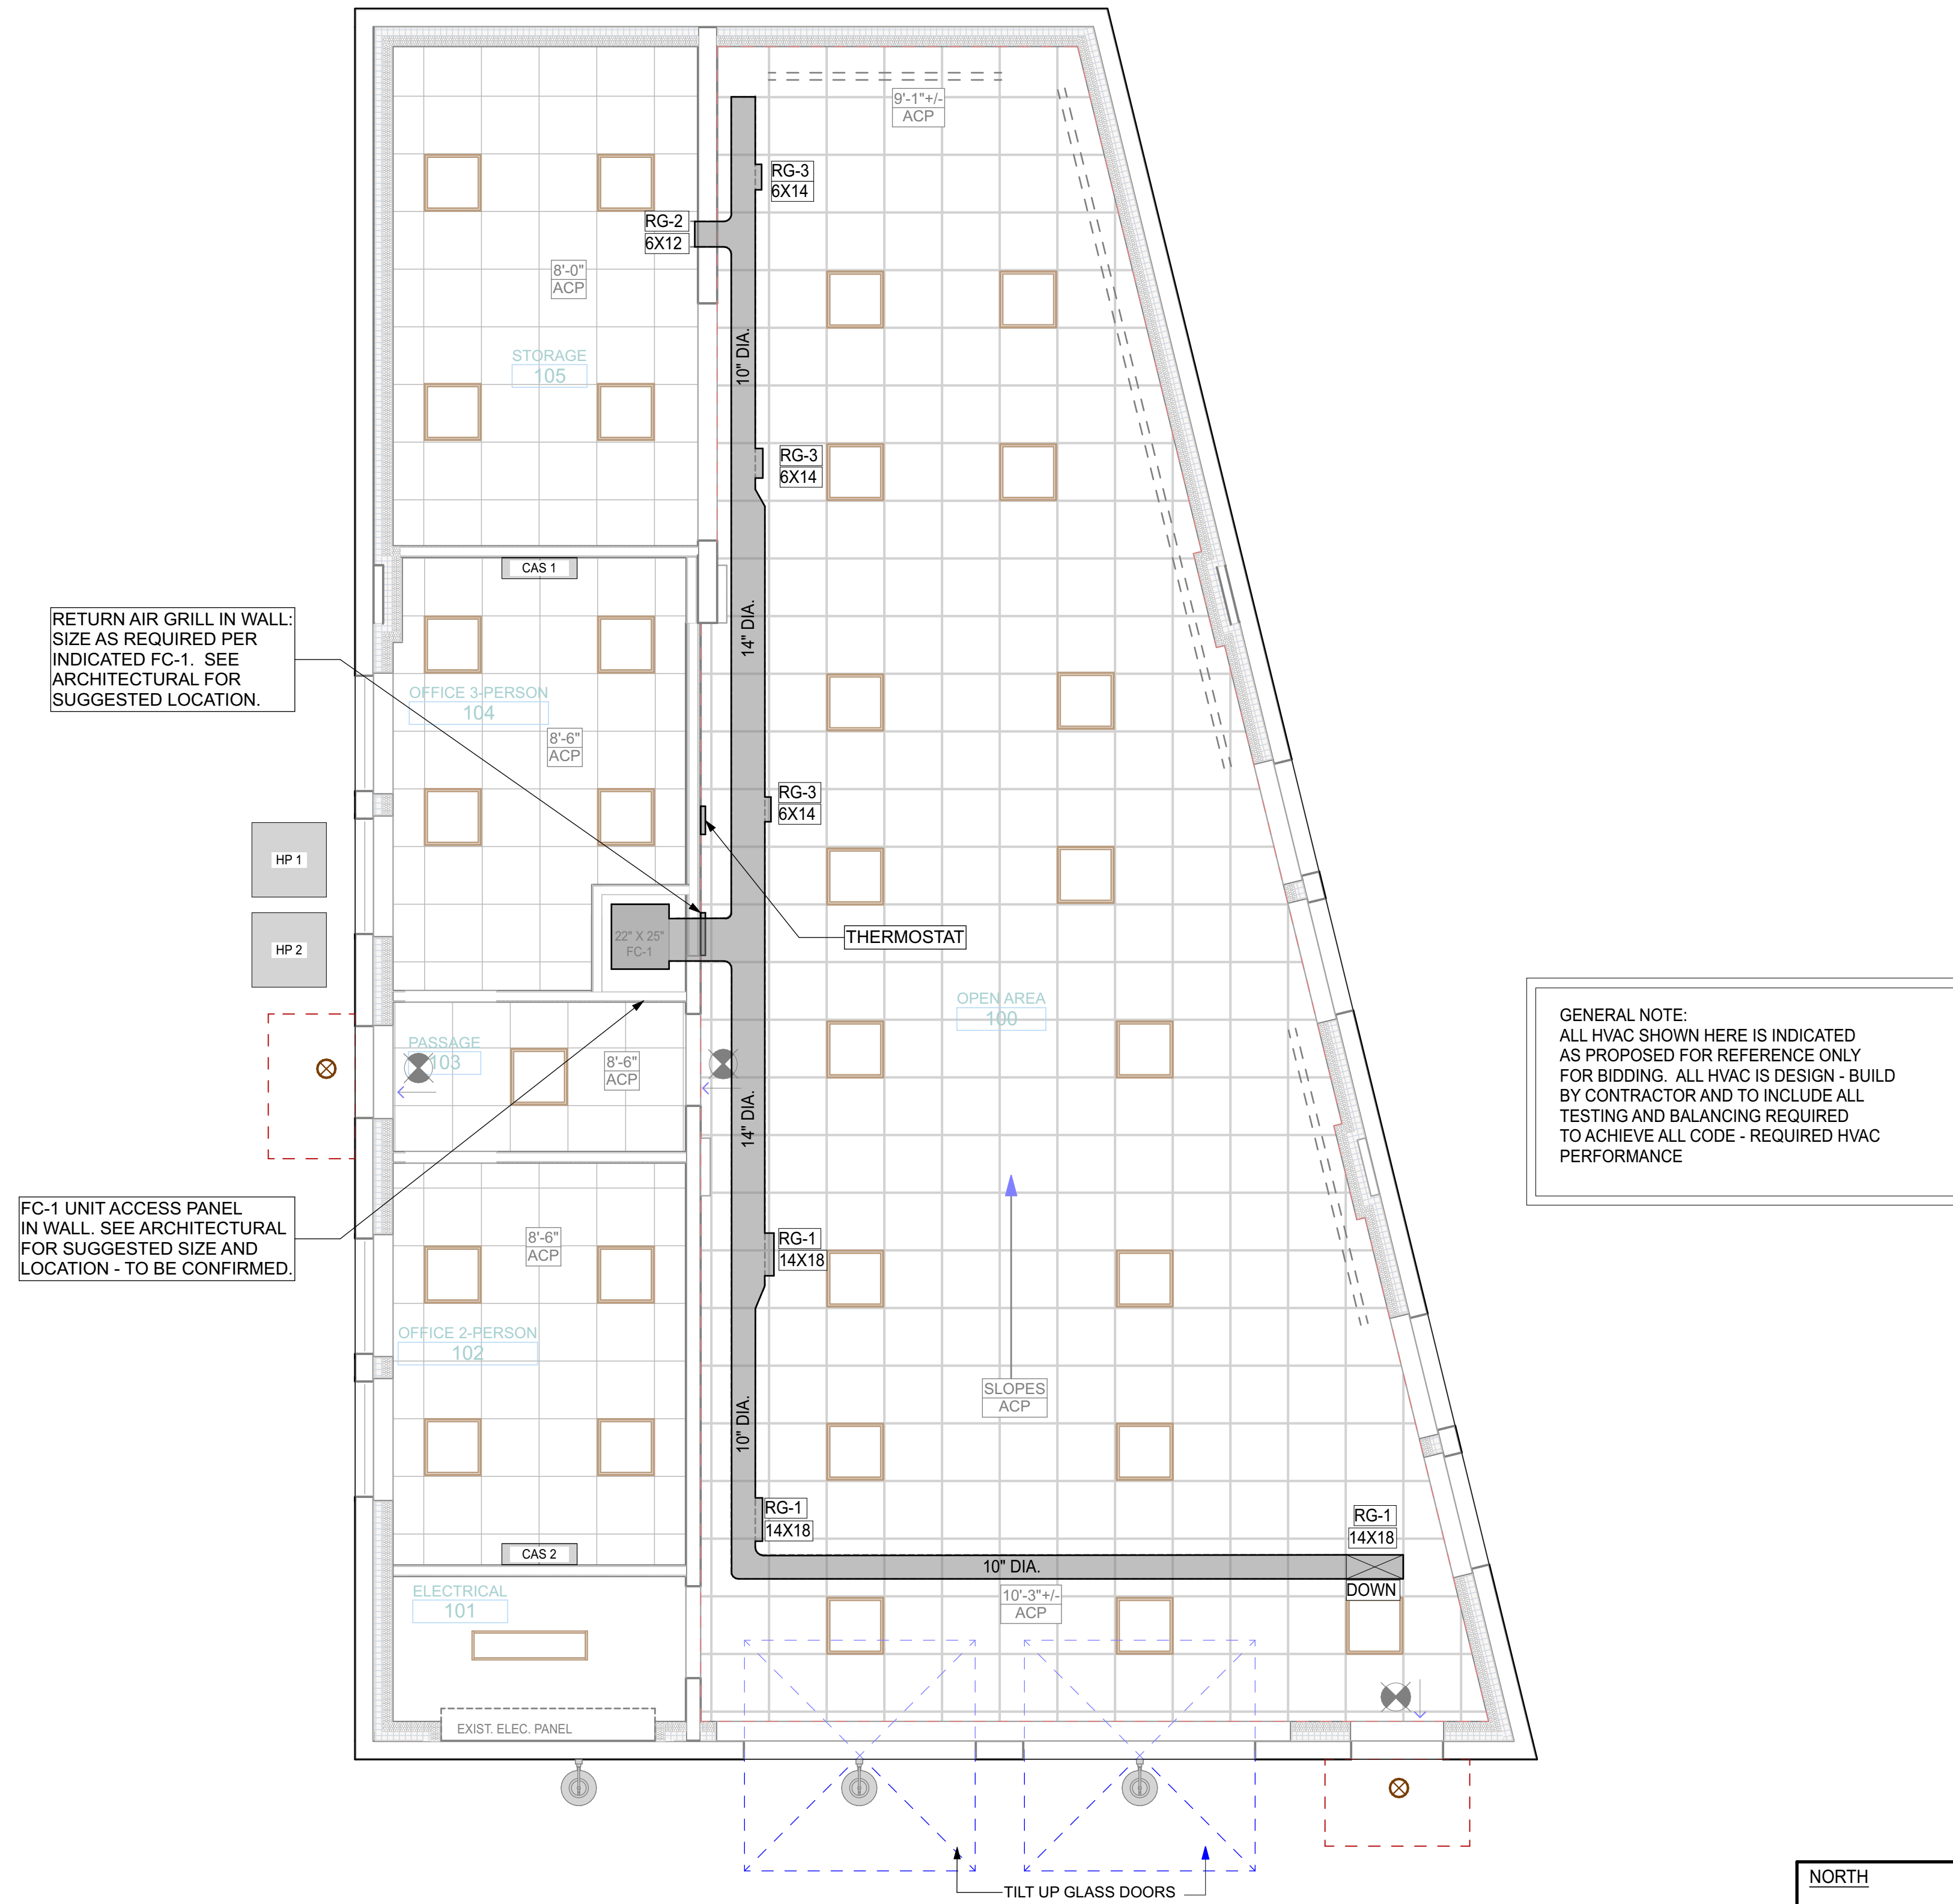 9'-1"+/-
ACP
RG-3
6X14
RG-2
6X12
8'-0"
ACP
10" DIA.
STORAGE
105
RG-3
6X14
CAS 1
RETURN AIR GRILL IN WALL:
SIZE AS REQUIRED PER
INDICATED FC-1.  SEE
ARCHITECTURAL FOR
SUGGESTED LOCATION.
14" DIA.
OFFICE 3-PERSON
104
8'-6"
ACP
RG-3
6X14
HP 1
HP 2
22" X 25"
FC-1
THERMOSTAT
OPEN AREA
100
GENERAL NOTE:
ALL HVAC SHOWN HERE IS INDICATED
AS PROPOSED FOR REFERENCE ONLY
FOR BIDDING.  ALL HVAC IS DESIGN - BUILD
BY CONTRACTOR AND TO INCLUDE ALL
TESTING AND BALANCING REQUIRED
TO ACHIEVE ALL CODE - REQUIRED HVAC
PERFORMANCE
PASSAGE
103
8'-6"
ACP
14" DIA.
FC-1 UNIT ACCESS PANEL
IN WALL. SEE ARCHITECTURAL
FOR SUGGESTED SIZE AND
LOCATION - TO BE CONFIRMED.
8'-6"
ACP
RG-1
14X18
OFFICE 2-PERSON
102
SLOPES
ACP
10" DIA.
RG-1
14X18
RG-1
14X18
CAS 2
10" DIA.
DOWN
ELECTRICAL
101
10'-3"+/-
ACP
EXIST. ELEC. PANEL
TILT UP GLASS DOORS
NORTH